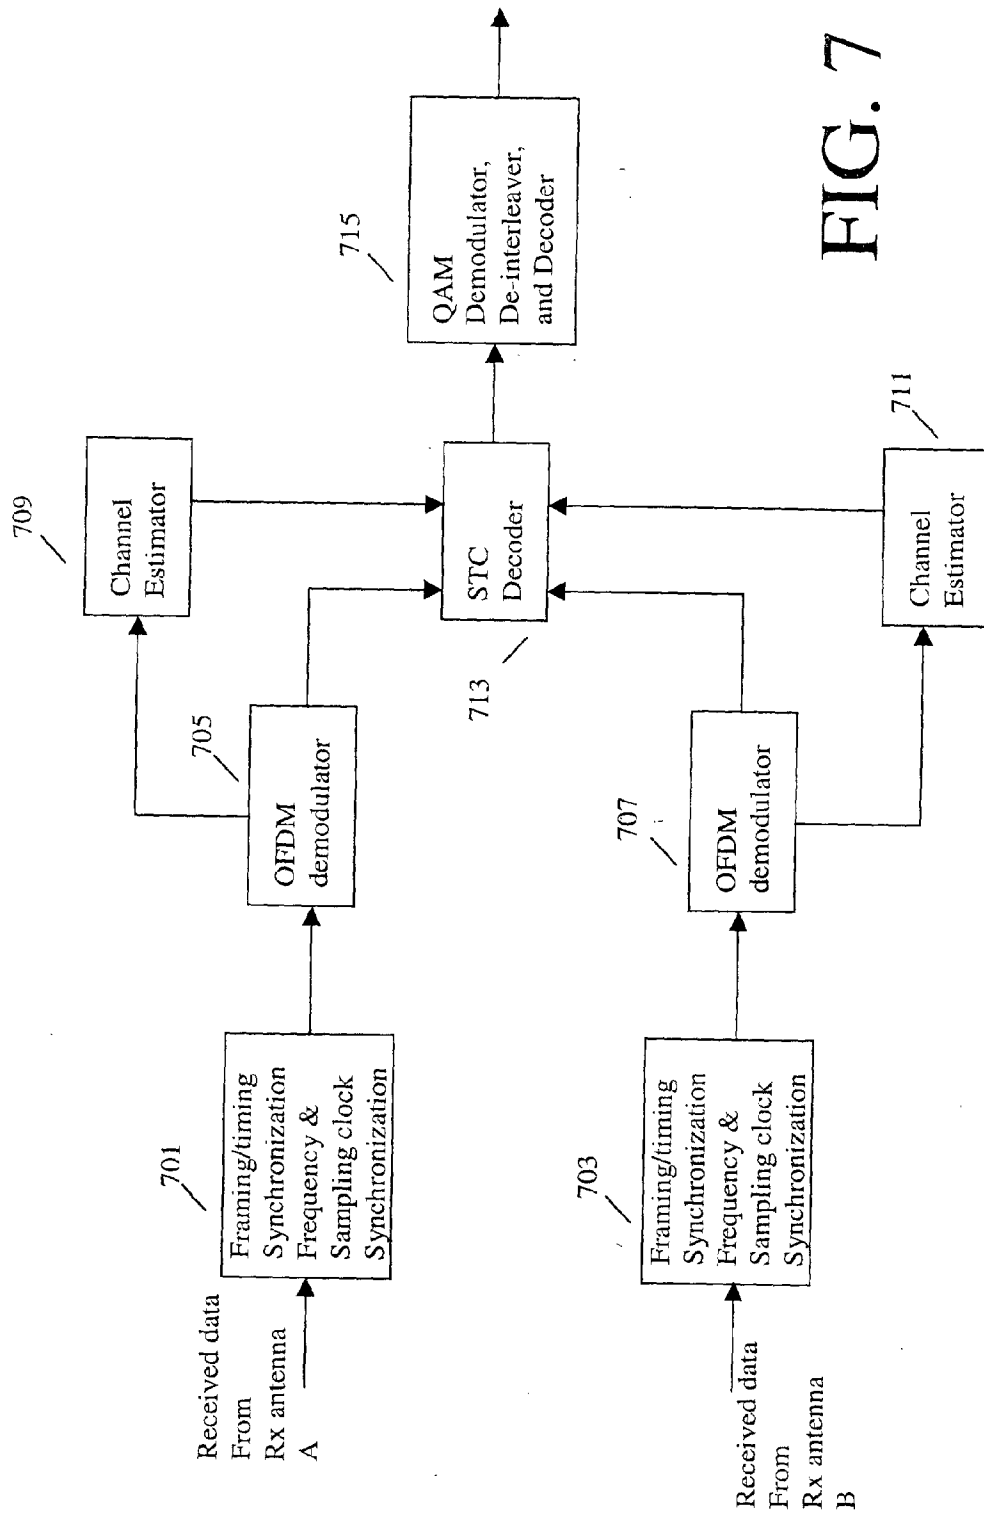 709
Channel
Estimator
715
QAM
Demodulator,
De-interleaver,
and Decoder
701
Framing/timing
Synchronization
Frequency &
Sampling clock
Synchronization
Received data
From
Rx antenna
A
705
OFDM
demodulator
713
STC
Decoder
703
Framing/timing
Synchronization
Frequency &
Sampling clock
Synchronization
Received data
From
Rx antenna
B
707
OFDM
demodulator
711
Channel
Estimator
FIG. 7